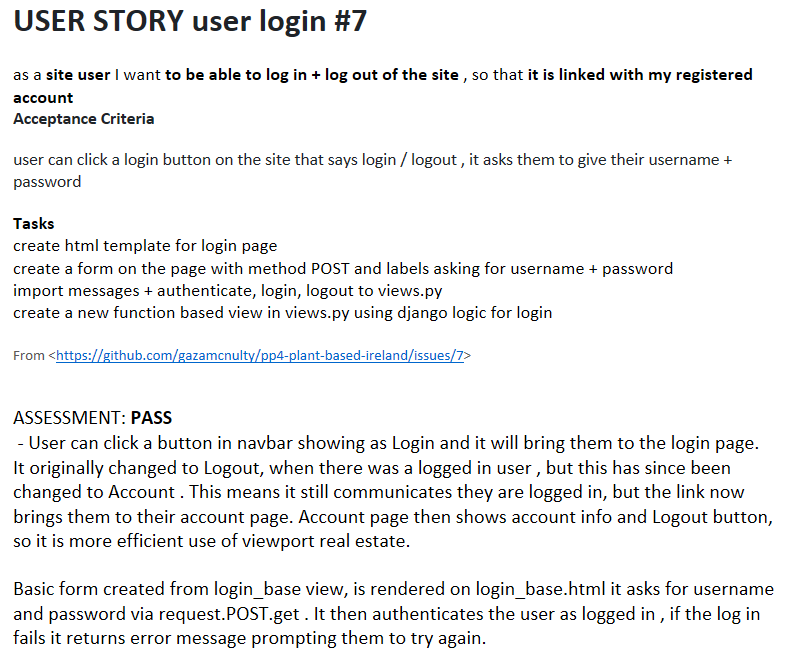 USER STORY user login #7
as a site user I want to be able to log in + log out of the site , so that it is linked with my registered
account
Acceptance Criteria
user can click a login button on the site that says login / logout , it asks them to give their username +
password
Tasks
create html template for login page
create a form on the page with method POST and labels asking for username + password
import messages + authenticate, login, logout to views.py
create a new function based view in views.py using django logic for login
From <https://github.com/gazamcnulty/pp4-plant-based-ireland/issues/7>
ASSESSMENT: PASS
- User can click a button in navbar showing as Login and it will bring them to the login page.
It originally changed to Logout, when there was a logged in user , but this has since been
changed to Account . This means it still communicates they are logged in, but the link now
brings them to their account page. Account page then shows account info and Logout button,
so it is more efficient use of viewport real estate.
Basic form created from login_base view, is rendered on login_base.html it asks for username
and password via request.POST.get . It then authenticates the user as logged in , if the log in
fails it returns error message prompting them to try again.